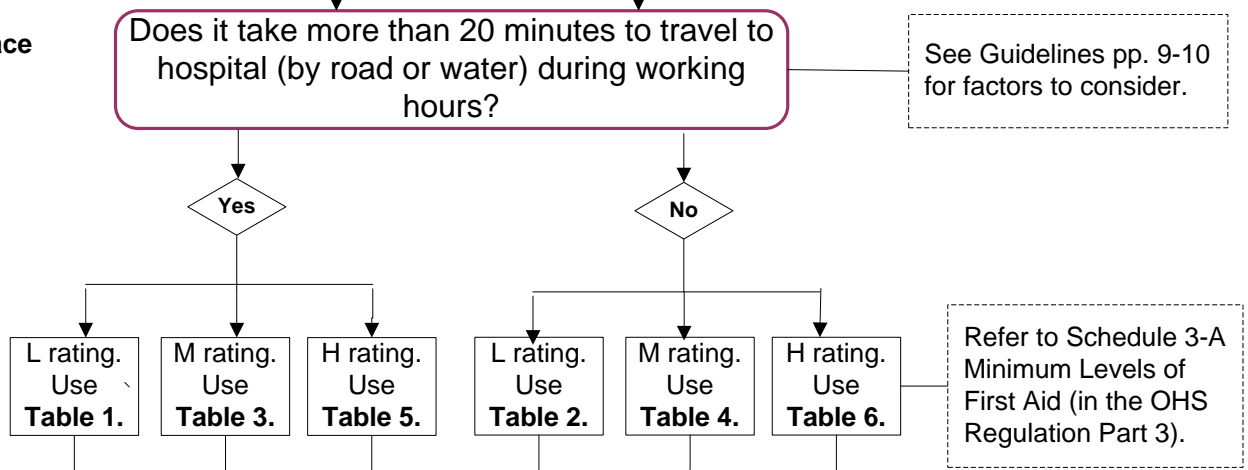 Does it take more than 20 minutes to travel to
hospital (by road or water) during working
hours?
See Guidelines pp. 9-10
for factors to consider.
Yes
No
L rating.
Use
Table 1.
M rating.
Use
Table 3.
H rating.
Use
Table 5.
L rating.
Use
Table 2.
M rating.
Use
Table 4.
H rating.
Use
Table 6.
Refer to Schedule 3-A
Minimum Levels of
First Aid (in the OHS
Regulation Part 3).